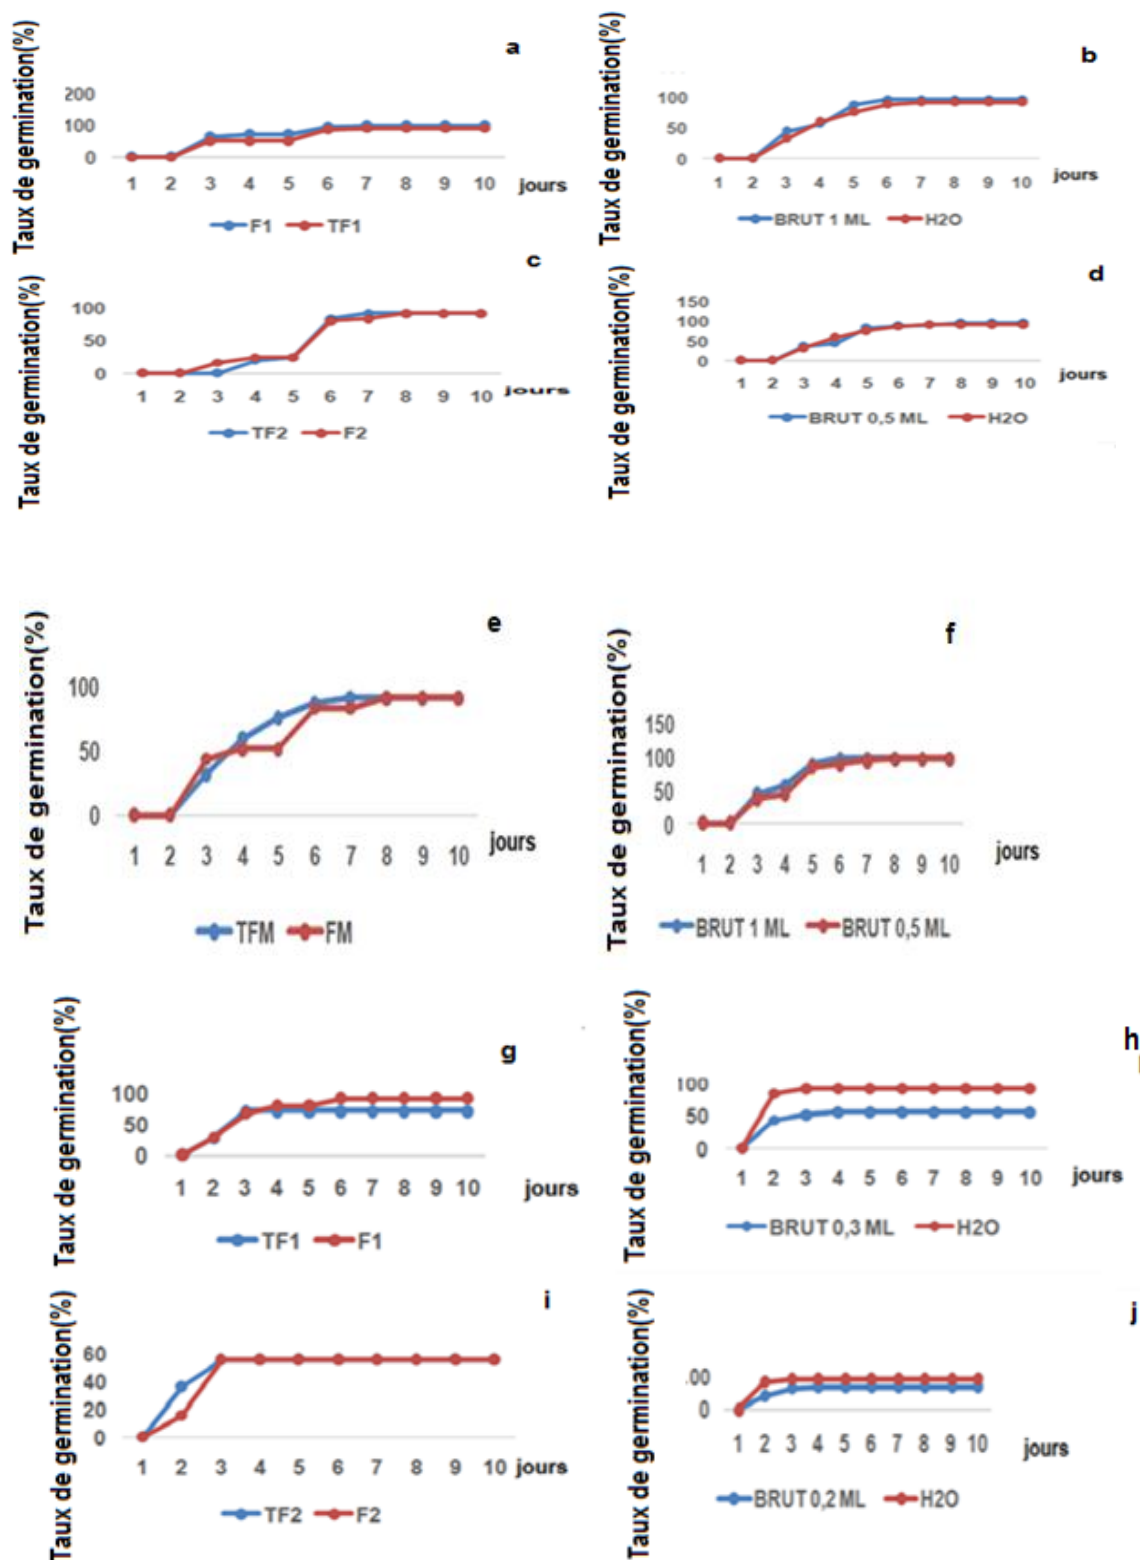 a
Taux de germination(%)
200
100
0
1 2 3 4 5 6 7 8 9 10
jours
F1 TF1
b
Taux de germination(%)
100
50
0
1 2 3 4 5 6 7 8 9 10
jours
BRUT 1 ML H2O
c
Taux de germination(%)
100
50
0
1 2 3 4 5 6 7 8 9 10
jours
TF2 F2
d
Taux de germination(%)
150
100
50
0
1 2 3 4 5 6 7 8 9 10
jours
BRUT 0,5 ML H2O
e
Taux de germination(%)
100
50
0
1 2 3 4 5 6 7 8 9 10
jours
TFM FM
f
Taux de germination(%)
150
100
50
0
1 2 3 4 5 6 7 8 9 10
jours
BRUT 1 ML BRUT 0,5 ML
g
Taux de germination(%)
100
50
0
1 2 3 4 5 6 7 8 9 10
jours
TF1 F1
h
Taux de germination(%)
100
50
0
1 2 3 4 5 6 7 8 9 10
jours
BRUT 0,3 ML H2O
i
Taux de germination(%)
60
40
20
0
1 2 3 4 5 6 7 8 9 10
jours
TF2 F2
j
Taux de germination(%)
00
0
1 2 3 4 5 6 7 8 9 10
jours
BRUT 0,2 ML H2O